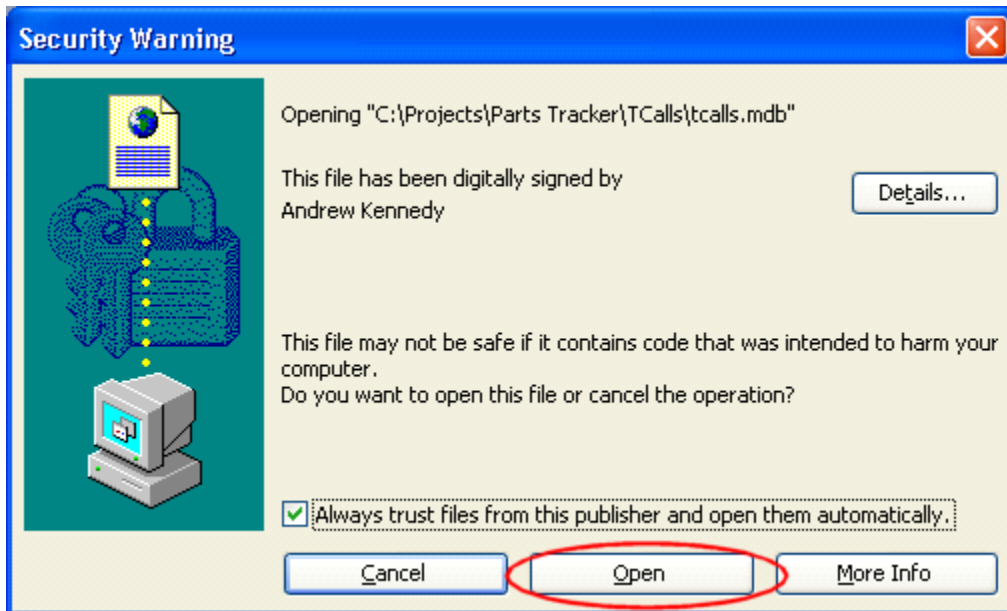 Security Warning
Opening "C:\Projects\Parts Tracker\TCalls\tcalls.mdb"
This file has been digitally signed by
Andrew Kennedy
Details...
This file may not be safe if it contains code that was intended to harm your
computer.
Do you want to open this file or cancel the operation?
Always trust files from this publisher and open them automatically.
Cancel
Open
More Info